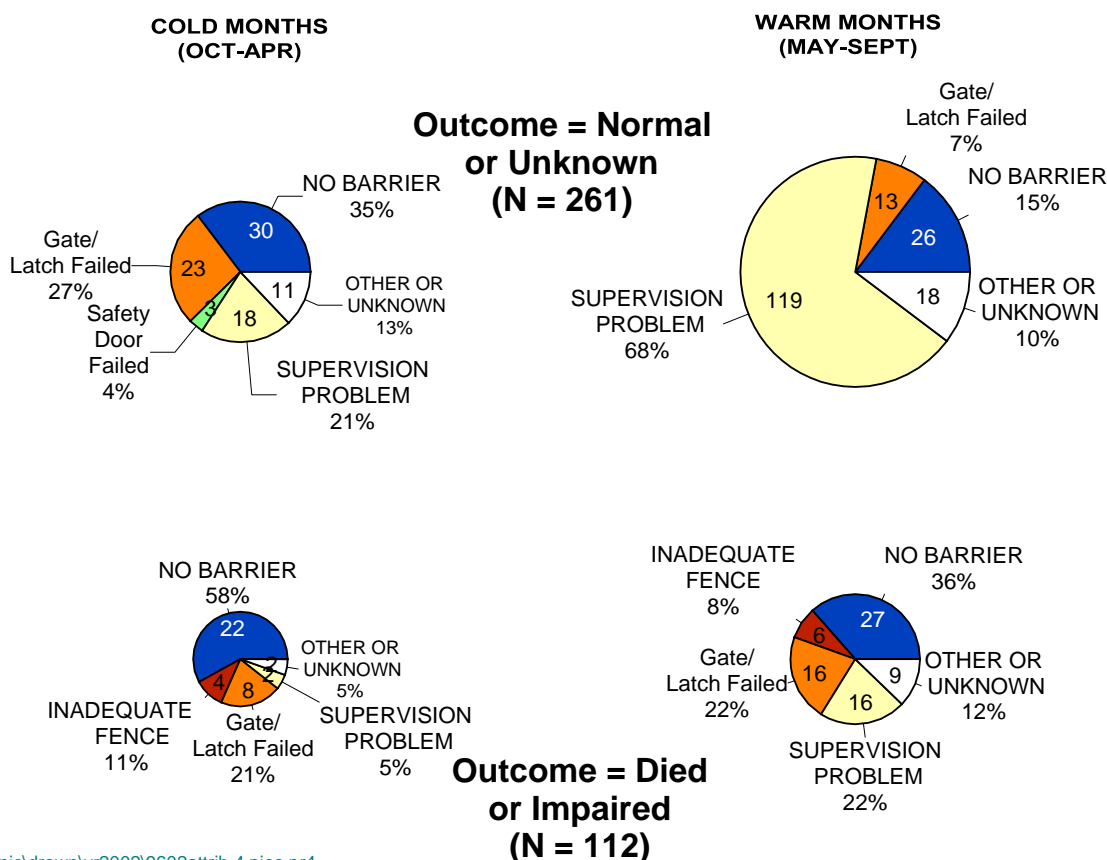 COLD MONTHS
(OCT-APR)
WARM MONTHS
(MAY-SEPT)
Outcome = Normal
or Unknown
(N = 261)
NO BARRIER
35%
30
Gate/
Latch Failed
27%
23
Safety
Door
Failed
4%
3
18
SUPERVISION
PROBLEM
21%
11
OTHER OR
UNKNOWN
13%
Gate/
Latch Failed
7%
13
NO BARRIER
15%
26
SUPERVISION
PROBLEM
68%
119
18
OTHER OR
UNKNOWN
10%
NO BARRIER
58%
22
OTHER OR
UNKNOWN
5%
2
2
SUPERVISION
PROBLEM
5%
8
Gate/
Latch Failed
21%
4
INADEQUATE
FENCE
11%
INADEQUATE
FENCE
8%
6
NO BARRIER
36%
27
Gate/
Latch Failed
22%
16
16
SUPERVISION
PROBLEM
22%
9
OTHER OR
UNKNOWN
12%
Outcome = Died
or Impaired
(N = 112)